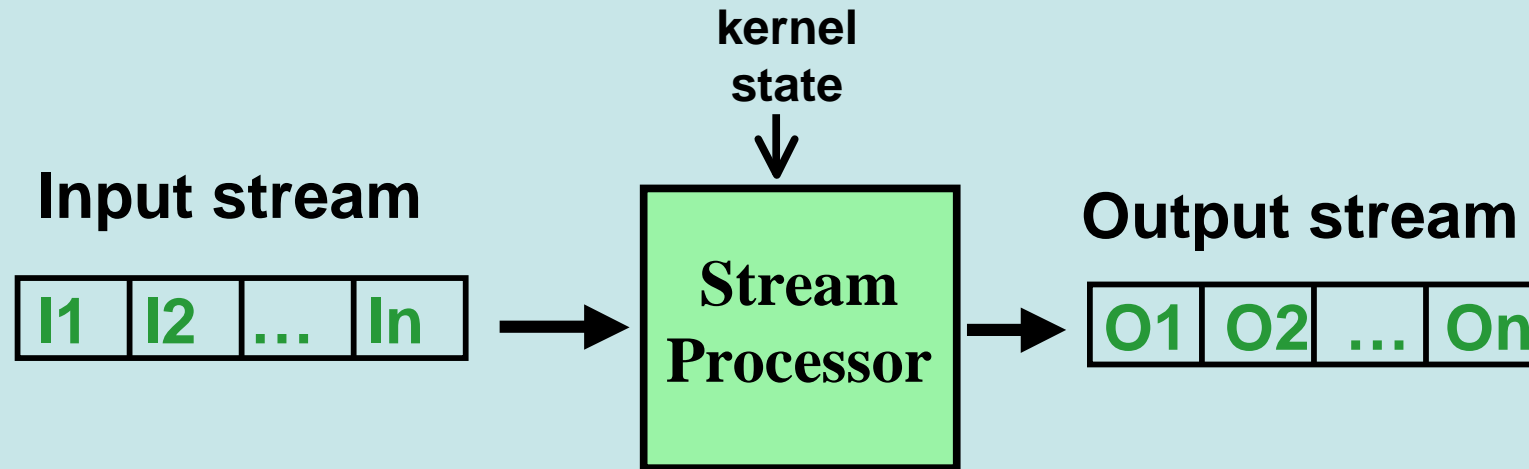 kernel
state
Input stream
Output stream
Stream
Processor
I1 I2 … In
O1 O2 … On